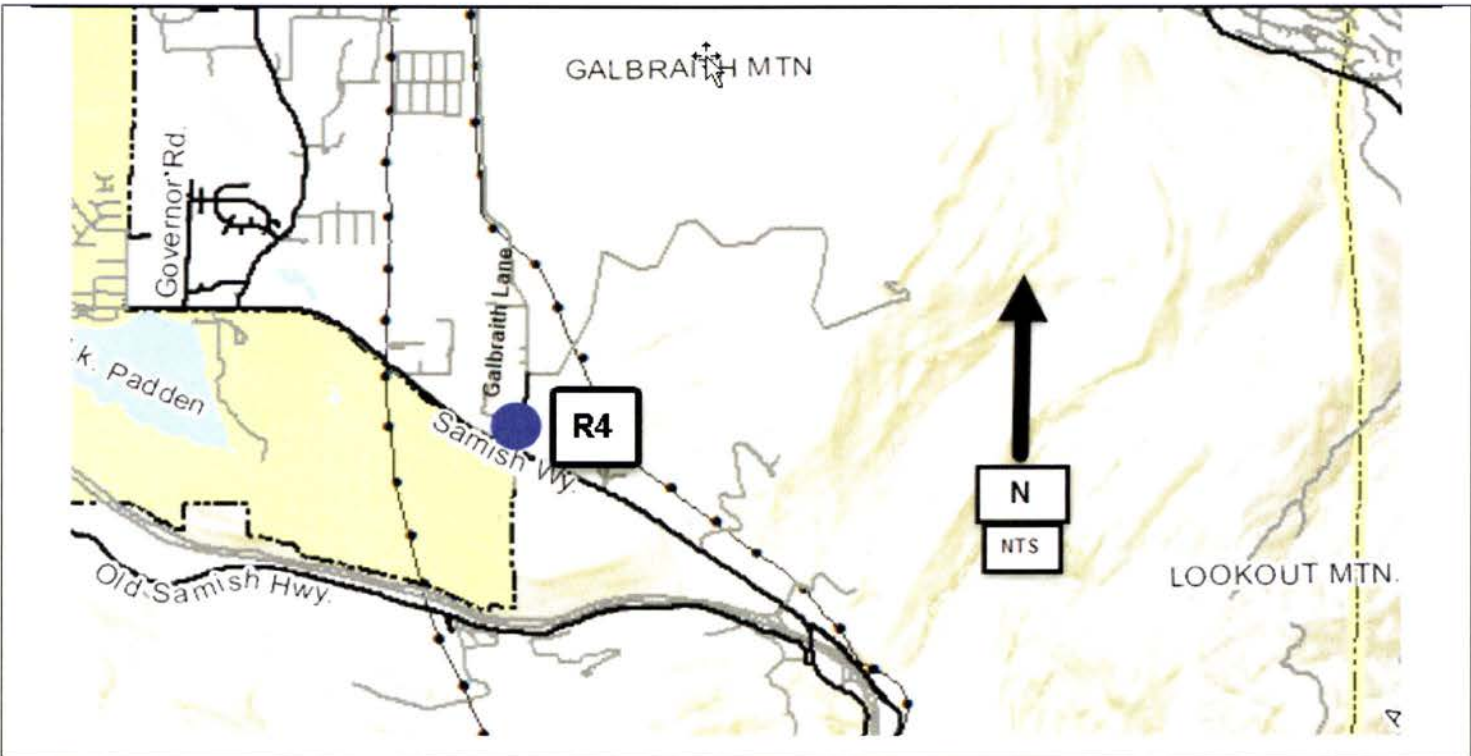 GALBRAITH MTN
Governor Rd.
Galbraith Lane
k. Padden
Samish Wy.
R4
N
NTS
Old Samish Hwy.
LOOKOUT MTN.